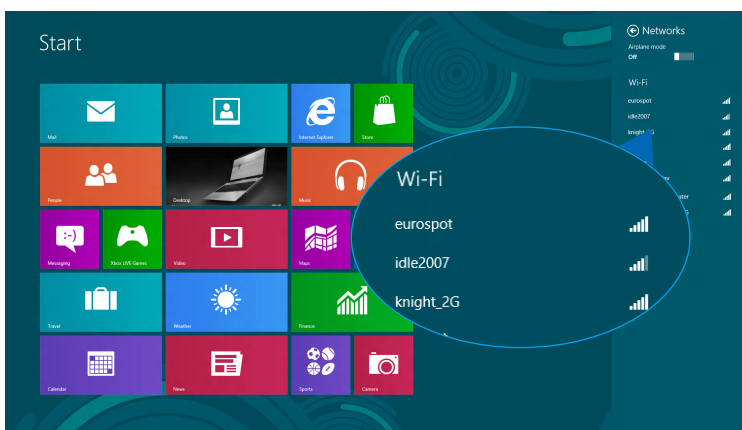 Start
Mail
Photos
Internet Explorer
Store
People
Desktop
Music
Messaging
Xbox LIVE Games
Video
Maps
Travel
Weather
Finance
Calendar
News
Sports
Camera
Wi-Fi
eurospot
idle2007
knight_2G
Networks
Airplane mode
Off
Wi-Fi
eurospot
idle2007